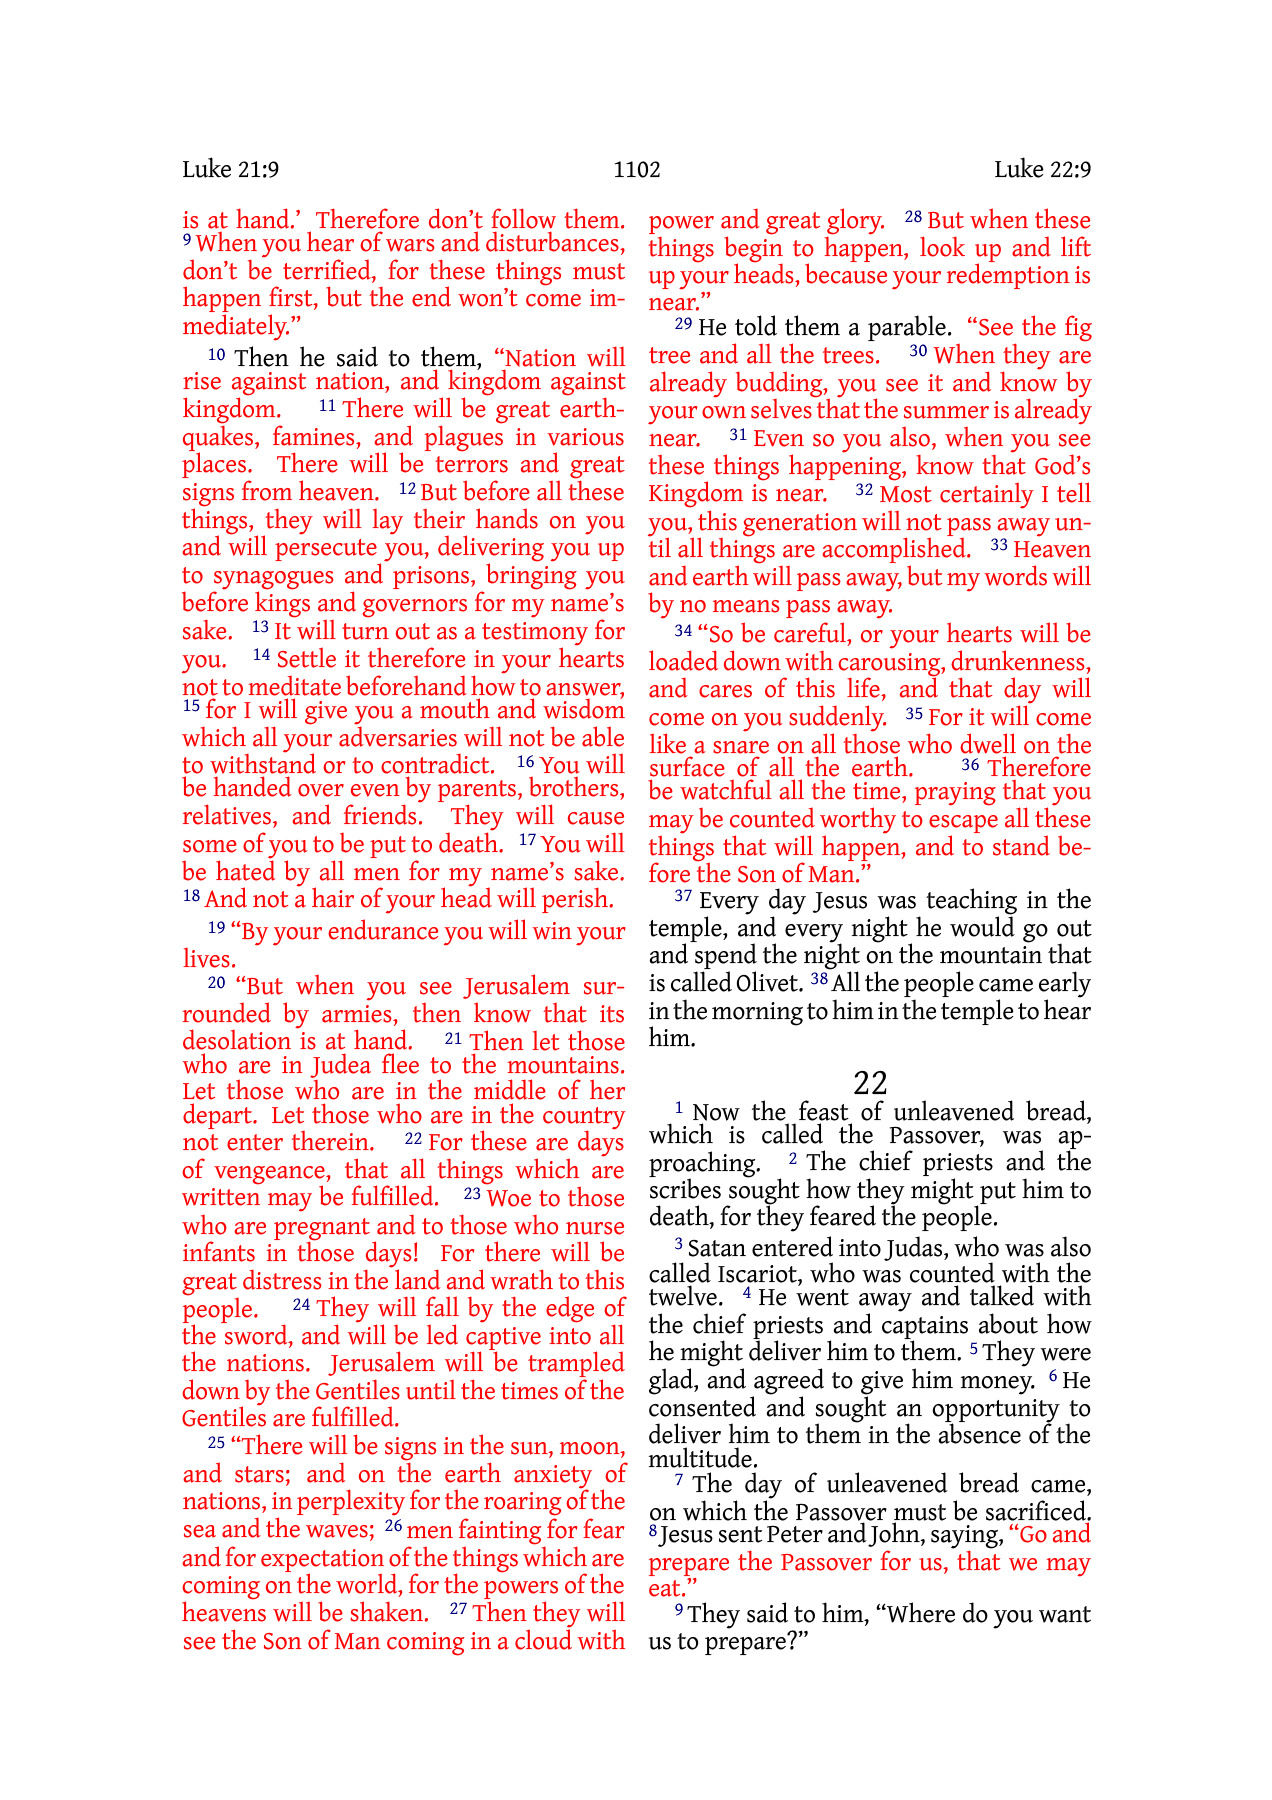 Luke 21:9
1102
Luke 22:9
is at hand.’ Therefore don’t follow them.
9 When you hear of wars and disturbances,
don’t be terrified, for these things must
happen first, but the end won’t come im-
mediately.”
10 Then he said to them, “Nation will
rise against nation, and kingdom against
kingdom. 11 There will be great earth-
quakes, famines, and plagues in various
places. There will be terrors and great
signs from heaven. 12 But before all these
things, they will lay their hands on you
and will persecute you, delivering you up
to synagogues and prisons, bringing you
before kings and governors for my name’s
sake. 13 It will turn out as a testimony for
you. 14 Settle it therefore in your hearts
not to meditate beforehand how to answer,
15 for I will give you a mouth and wisdom
which all your adversaries will not be able
to withstand or to contradict. 16 You will
be handed over even by parents, brothers,
relatives, and friends. They will cause
some of you to be put to death. 17 You will
be hated by all men for my name’s sake.
18 And not a hair of your head will perish.
19 “By your endurance you will win your
lives.
20 “But when you see Jerusalem sur-
rounded by armies, then know that its
desolation is at hand. 21 Then let those
who are in Judea flee to the mountains.
Let those who are in the middle of her
depart. Let those who are in the country
not enter therein. 22 For these are days
of vengeance, that all things which are
written may be fulfilled. 23 Woe to those
who are pregnant and to those who nurse
infants in those days! For there will be
great distress in the land and wrath to this
people. 24 They will fall by the edge of
the sword, and will be led captive into all
the nations. Jerusalem will be trampled
down by the Gentiles until the times of the
Gentiles are fulfilled.
25 “There will be signs in the sun, moon,
and stars; and on the earth anxiety of
nations, in perplexity for the roaring of the
sea and the waves; 26 men fainting for fear
and for expectation of the things which are
coming on the world, for the powers of the
heavens will be shaken. 27 Then they will
see the Son of Man coming in a cloud with
power and great glory. 28 But when these
things begin to happen, look up and lift
up your heads, because your redemption is
near.”
29 He told them a parable. “See the fig
tree and all the trees. 30 When they are
already budding, you see it and know by
your own selves that the summer is already
near. 31 Even so you also, when you see
these things happening, know that God’s
Kingdom is near. 32 Most certainly I tell
you, this generation will not pass away un-
til all things are accomplished. 33 Heaven
and earth will pass away, but my words will
by no means pass away.
34 “So be careful, or your hearts will be
loaded down with carousing, drunkenness,
and cares of this life, and that day will
come on you suddenly. 35 For it will come
like a snare on all those who dwell on the
surface of all the earth. 36 Therefore
be watchful all the time, praying that you
may be counted worthy to escape all these
things that will happen, and to stand be-
fore the Son of Man.”
37 Every day Jesus was teaching in the
temple, and every night he would go out
and spend the night on the mountain that
is called Olivet. 38 All the people came early
in the morning to him in the temple to hear
him.
22
1 Now the feast of unleavened bread,
which is called the Passover, was ap-
proaching. 2 The chief priests and the
scribes sought how they might put him to
death, for they feared the people.
3 Satan entered into Judas, who was also
called Iscariot, who was counted with the
twelve. 4 He went away and talked with
the chief priests and captains about how
he might deliver him to them. 5 They were
glad, and agreed to give him money. 6 He
consented and sought an opportunity to
deliver him to them in the absence of the
multitude.
7 The day of unleavened bread came,
on which the Passover must be sacrificed.
8 Jesus sent Peter and John, saying, “Go and
prepare the Passover for us, that we may
eat.”
9 They said to him, “Where do you want
us to prepare?”